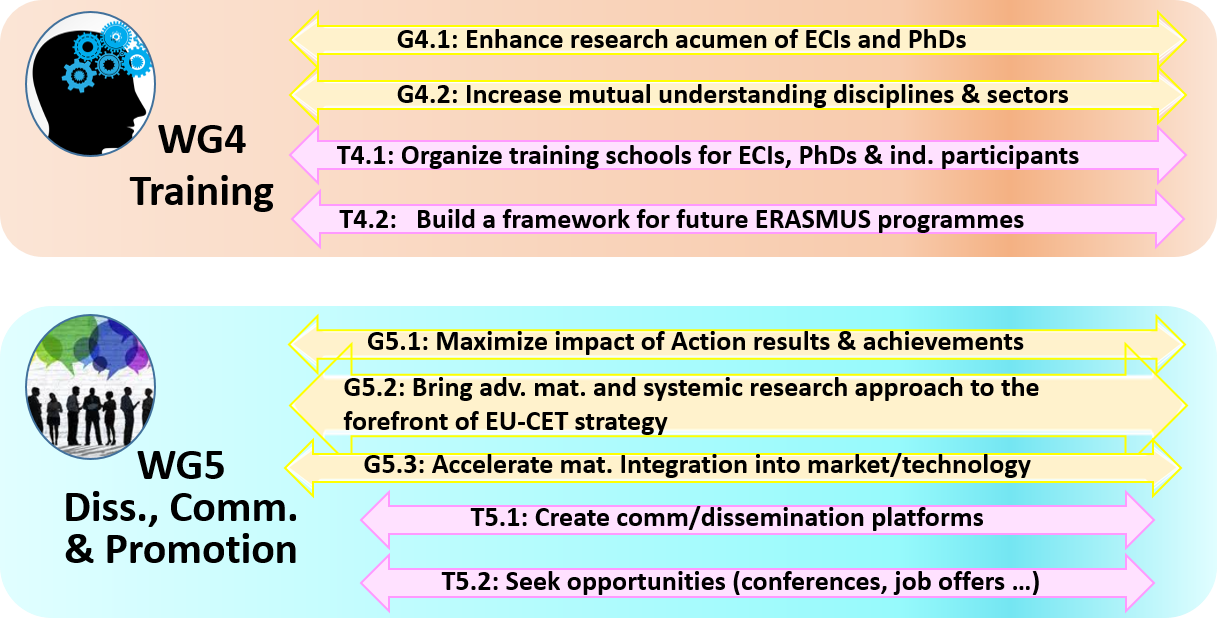 WG4
Training
G4.1: Enhance research acumen of ECIs and PhDs
G4.2: Increase mutual understanding disciplines & sectors
T4.1: Organize training schools for ECIs, PhDs & ind. participants
T4.2: Build a framework for future ERASMUS programmes
WG5
Diss., Comm.
& Promotion
G5.1: Maximize impact of Action results & achievements
G5.2: Bring adv. mat. and systemic research approach to the
forefront of EU-CET strategy
G5.3: Accelerate mat. Integration into market/technology
T5.1: Create comm/dissemination platforms
T5.2: Seek opportunities (conferences, job offers …)